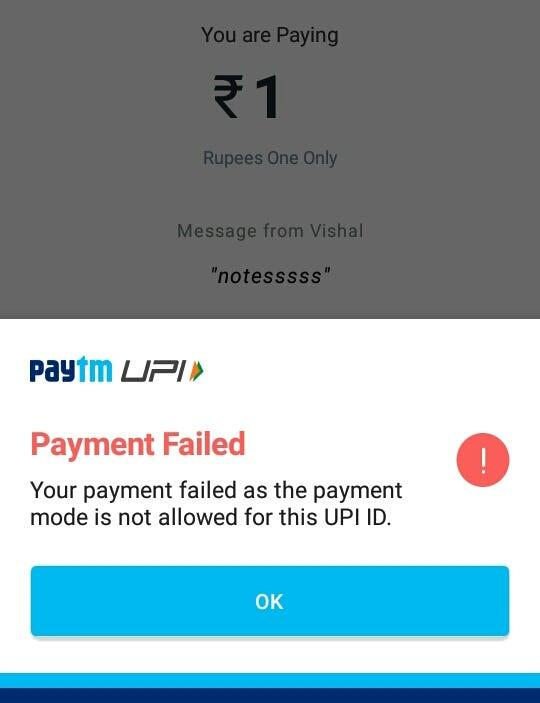 You are Paying
₹1
Rupees One Only
Message from Vishal
"notesssss"
paytm UPI
Payment Failed
!
Your payment failed as the payment
mode is not allowed for this UPI ID.
OK